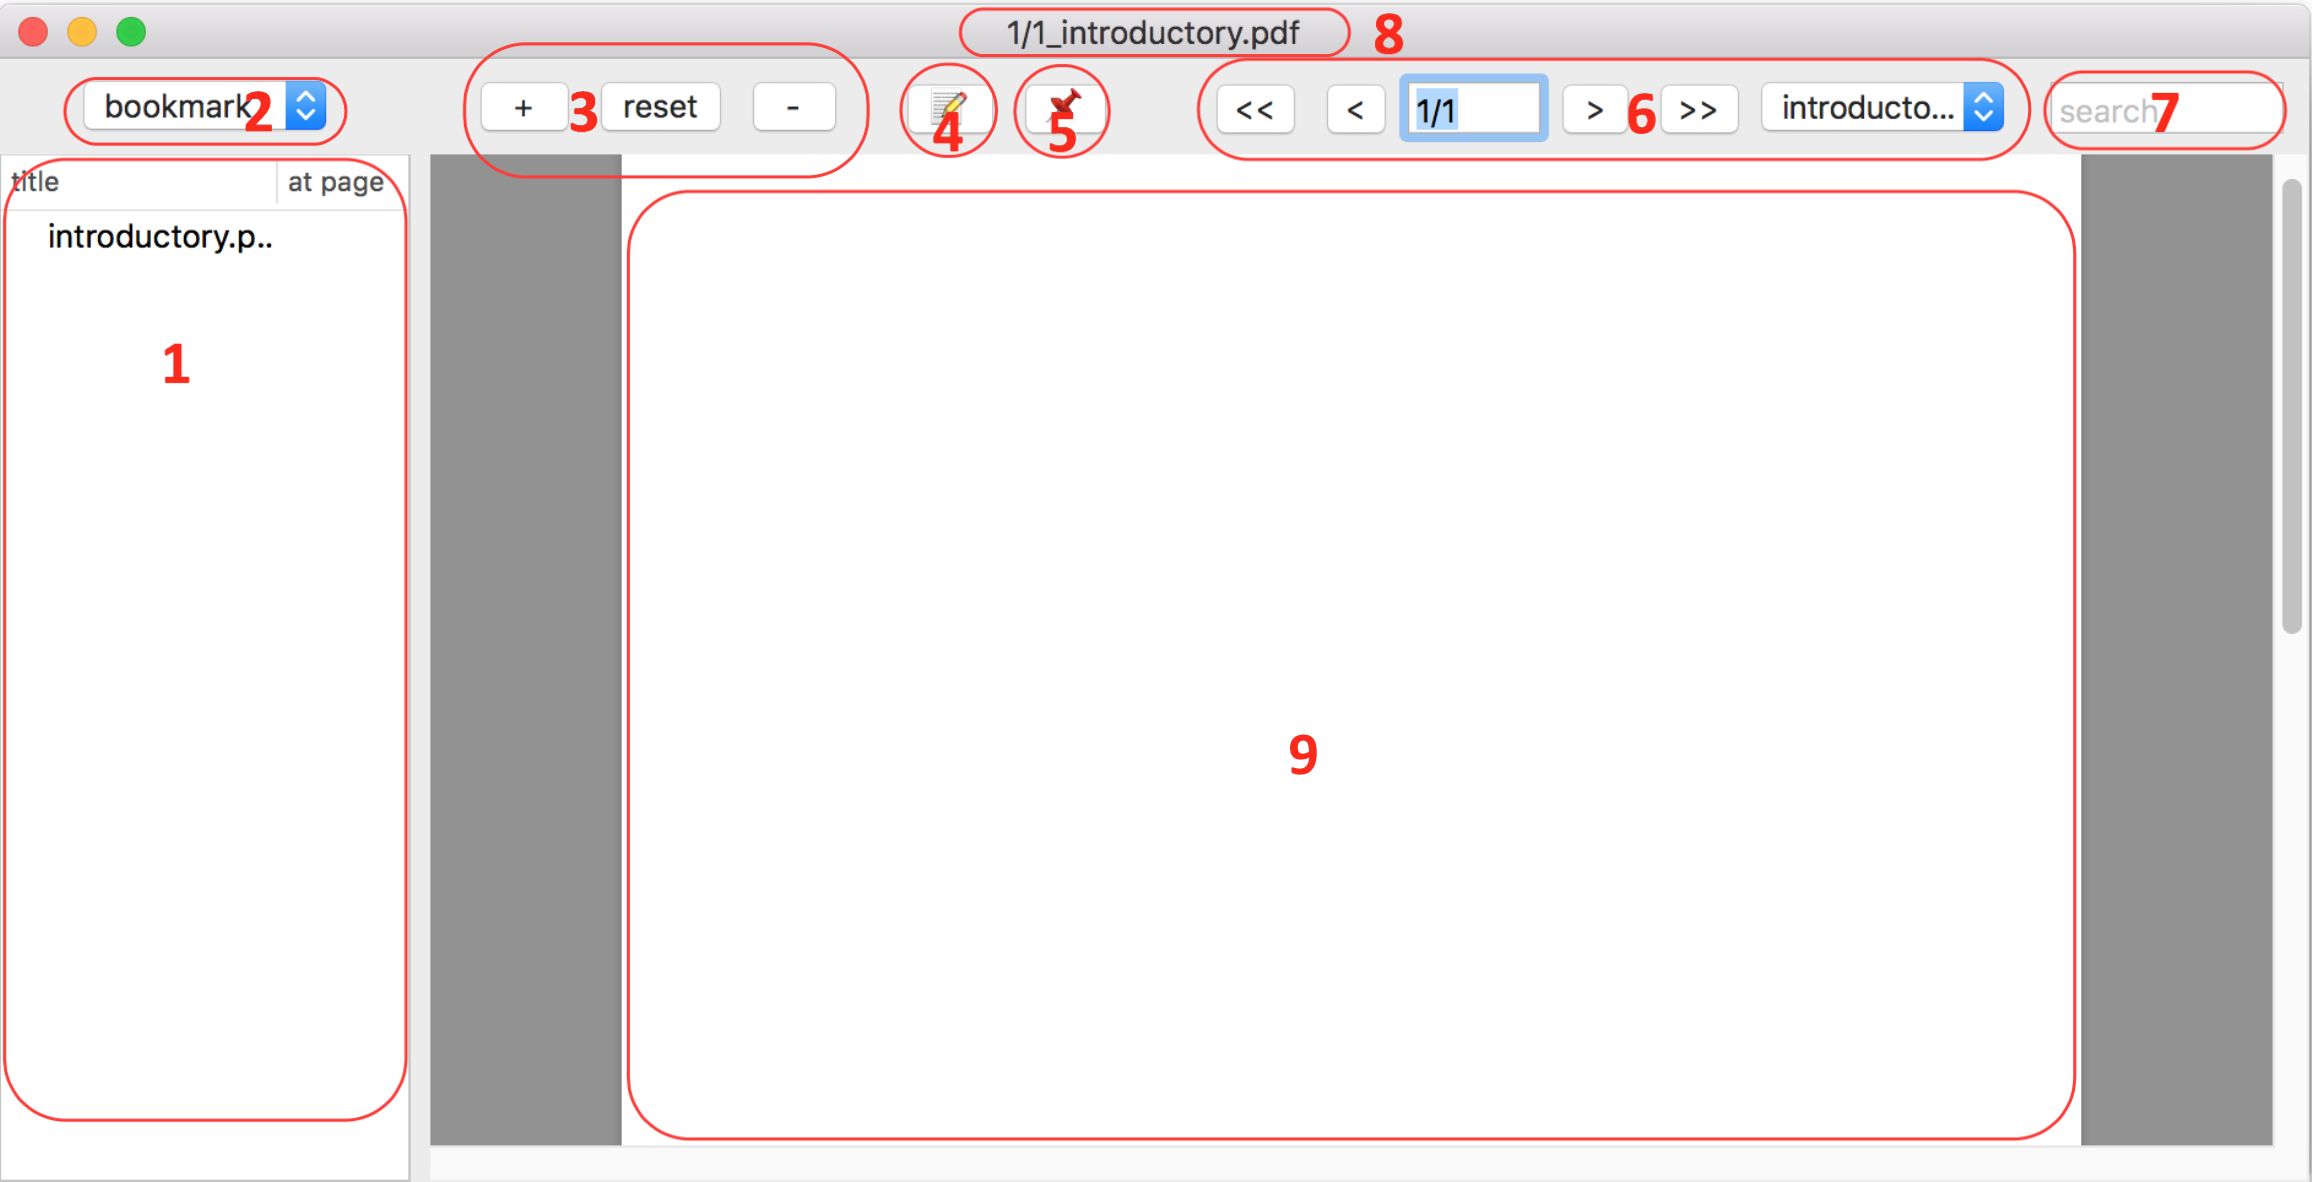 1/1_introductory.pdf 8
bookmark 2
+ 3 reset -
4
5
<< < 1/1 > 6 >> introducto...
search 7
title at page
introductory.p..
1
9